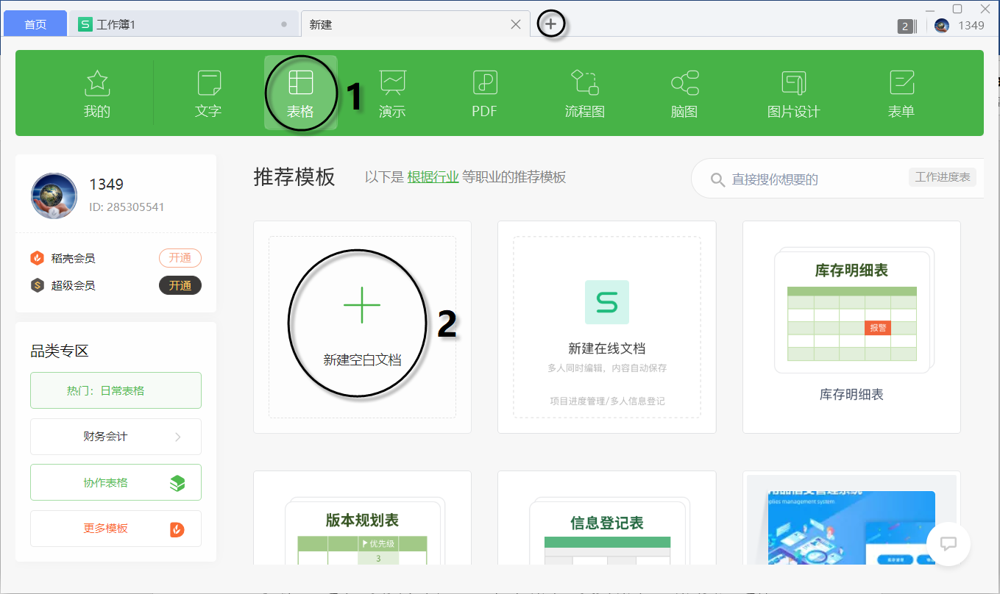 首页
工作簿1
新建
2
1349
我的
文字
表格
1
演示
PDF
流程图
脑图
图片设计
表单
1349
ID: 285305541
稻壳会员
开通
超级会员
开通
品类专区
热门：日常表格
财务会计
协作表格
更多模板
推荐模板
以下是 根据行业 等职业的推荐模板
直接搜你想要的
工作进度表
2
新建空白文档
新建在线文档
多人同时编辑，内容自动保存
项目进度管理/多人信息登记
库存明细表
报警
库存明细表
版本规划表
优先级
3
信息登记表
plies management system